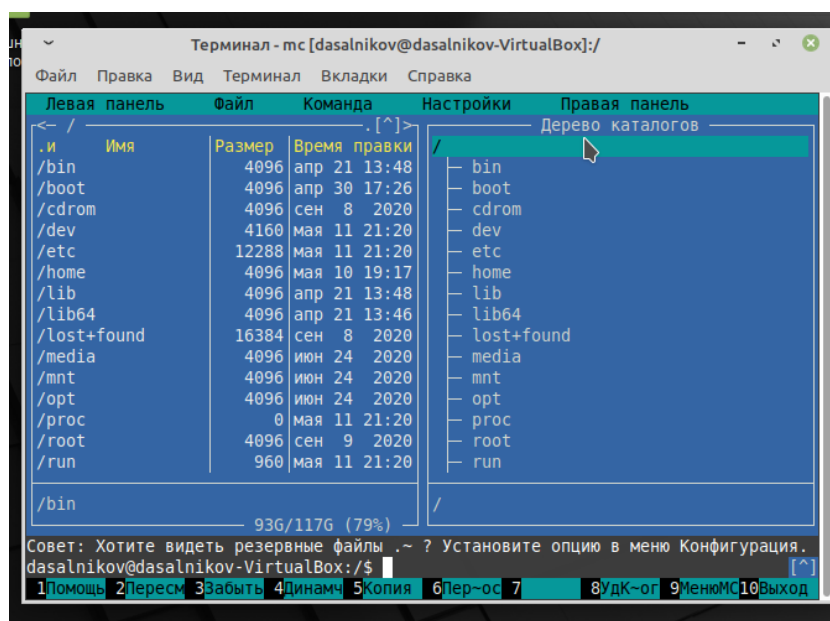 Терминал - mc [dasalnikov@dasalnikov-VirtualBox]:/
Файл Правка Вид Терминал Вкладки Справка
Левая панель Файл Команда Настройки Правая панель
<- / .[^]> Дерево каталогов
.и Имя Размер Время правки /
/bin 4096 апр 21 13:48 bin
/boot 4096 апр 30 17:26 boot
/cdrom 4096 сен 8 2020 cdrom
/dev 4160 мая 11 21:20 dev
/etc 12288 мая 11 21:20 etc
/home 4096 мая 10 19:17 home
/lib 4096 апр 21 13:48 lib
/lib64 4096 апр 21 13:46 lib64
/lost+found 16384 сен 8 2020 lost+found
/media 4096 июн 24 2020 media
/mnt 4096 июн 24 2020 mnt
/opt 4096 июн 24 2020 opt
/proc 0 мая 11 21:20 proc
/root 4096 сен 9 2020 root
/run 960 мая 11 21:20 run
/bin /
93G/117G (79%)
Совет: Хотите видеть резервные файлы .~ ? Установите опцию в меню Конфигурация.
dasalnikov@dasalnikov-VirtualBox:/$ [^]
1Помощь 2Пересм 3Забыть 4Динамч 5Копия 6Пер~ос 7 8УдК~ог 9МенюМС 10Выход